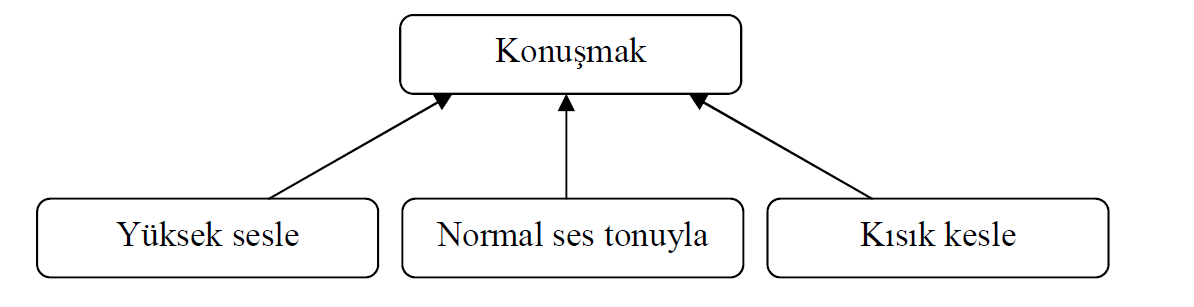 Konuşmak
Yüksek sesle
Normal ses tonuyla
Kısık kesle